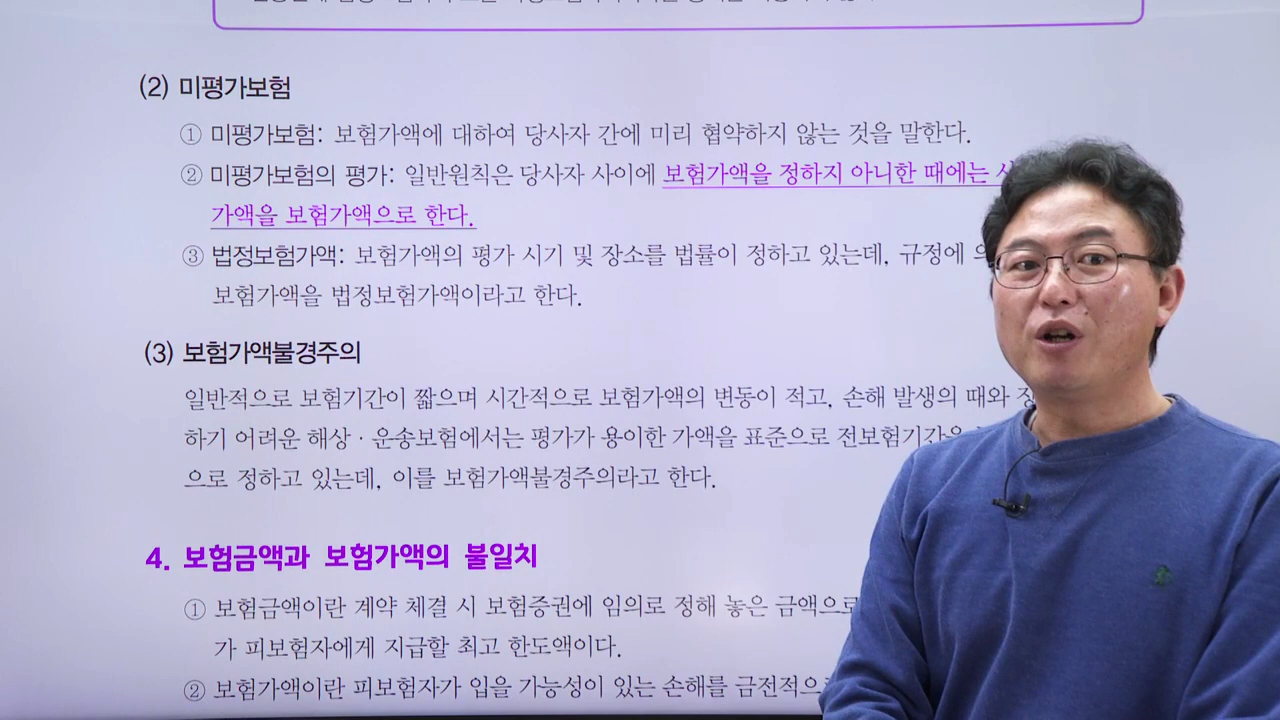 (2) 미평가보험
① 미평가보험: 보험가액에 대하여 당사자 간에 미리 협약하지 않는 것을 말한다.
② 미평가보험의 평가: 일반원칙은 당사자 사이에 보험가액을 정하지 아니한 때에는
가액을 보험가액으로 한다.
③ 법정보험가액: 보험가액의 평가 시기 및 장소를 법률이 정하고 있는데, 규정에
보험가액을 법정보험가액이라고 한다.
(3) 보험가액불경주의
일반적으로 보험기간이 짧으며 시간적으로 보험가액의 변동이 적고, 손해 발생의 때와
하기 어려운 해상·운송보험에서는 평가가 용이한 가액을 표준으로 전보험기간을
으로 정하고 있는데, 이를 보험가액불경주의라고 한다.
4. 보험금액과 보험가액의 불일치
① 보험금액이란 계약 체결 시 보험증권에 임의로 정해 놓은 금액으로
가 피보험자에게 지급할 최고 한도액이다.
② 보험가액이란 피보험자가 입을 가능성이 있는 손해를